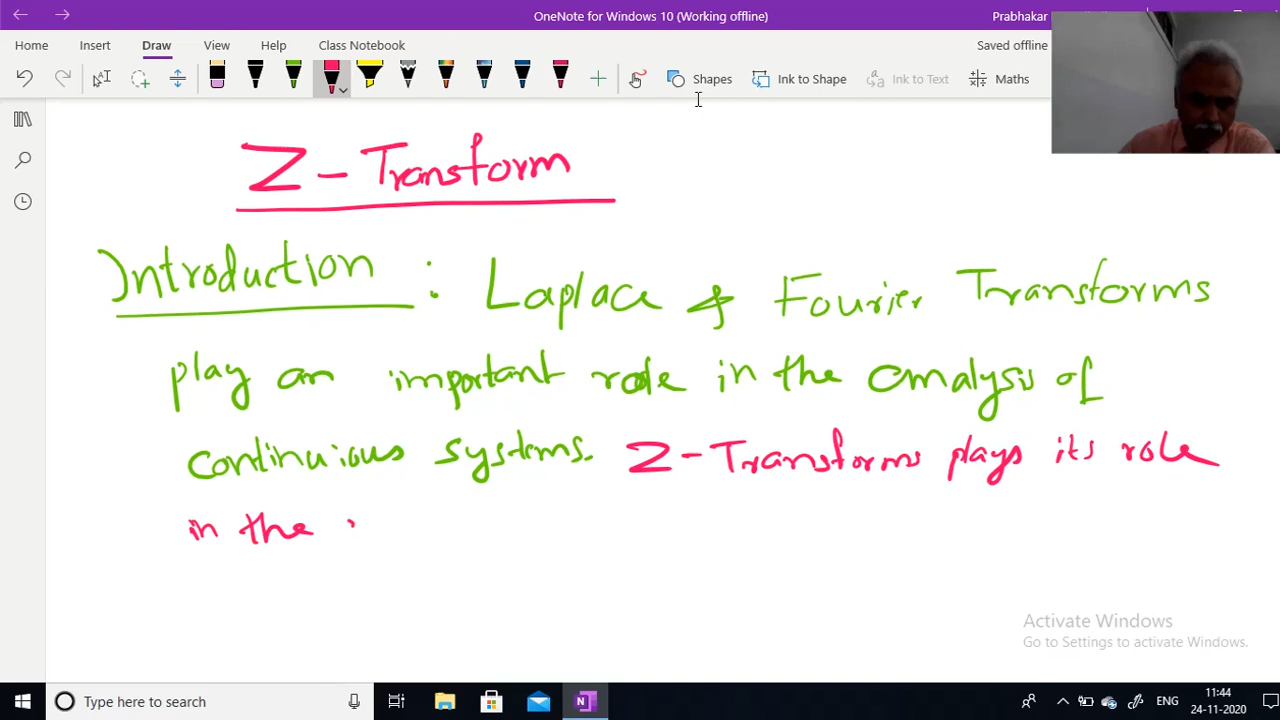 OneNote for Windows 10 (Working offline)
Prabhakar
Home Insert Draw View Help Class Notebook
Saved offline
Shapes Ink to Shape Ink to Text Maths
Z - Transform
Introduction : Laplace & Fourier Transforms
play an important role in the analysis of
continuious systems. Z-Transforms plays its role
in the
Activate Windows
Go to Settings to activate Windows.
Type here to search
ENG
11:44
24-11-2020